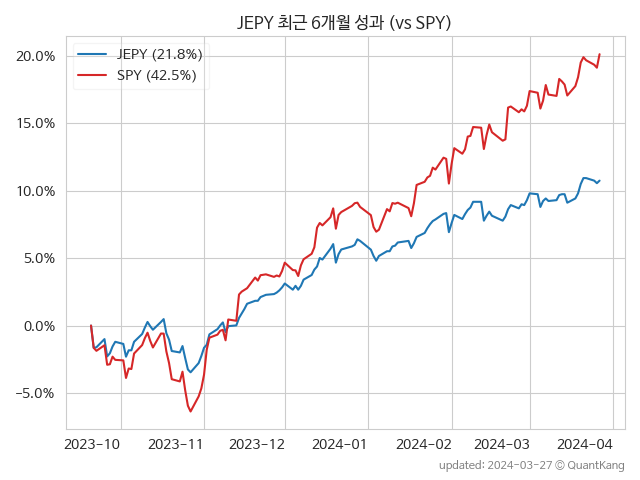 JEPY 최근 6개월 성과 (vs SPY)
JEPY (21.8%)
SPY (42.5%)
20.0%
15.0%
10.0%
5.0%
0.0%
−5.0%
2023-10 2023-11 2023-12 2024-01 2024-02 2024-03 2024-04
updated: 2024-03-27 © QuantKang